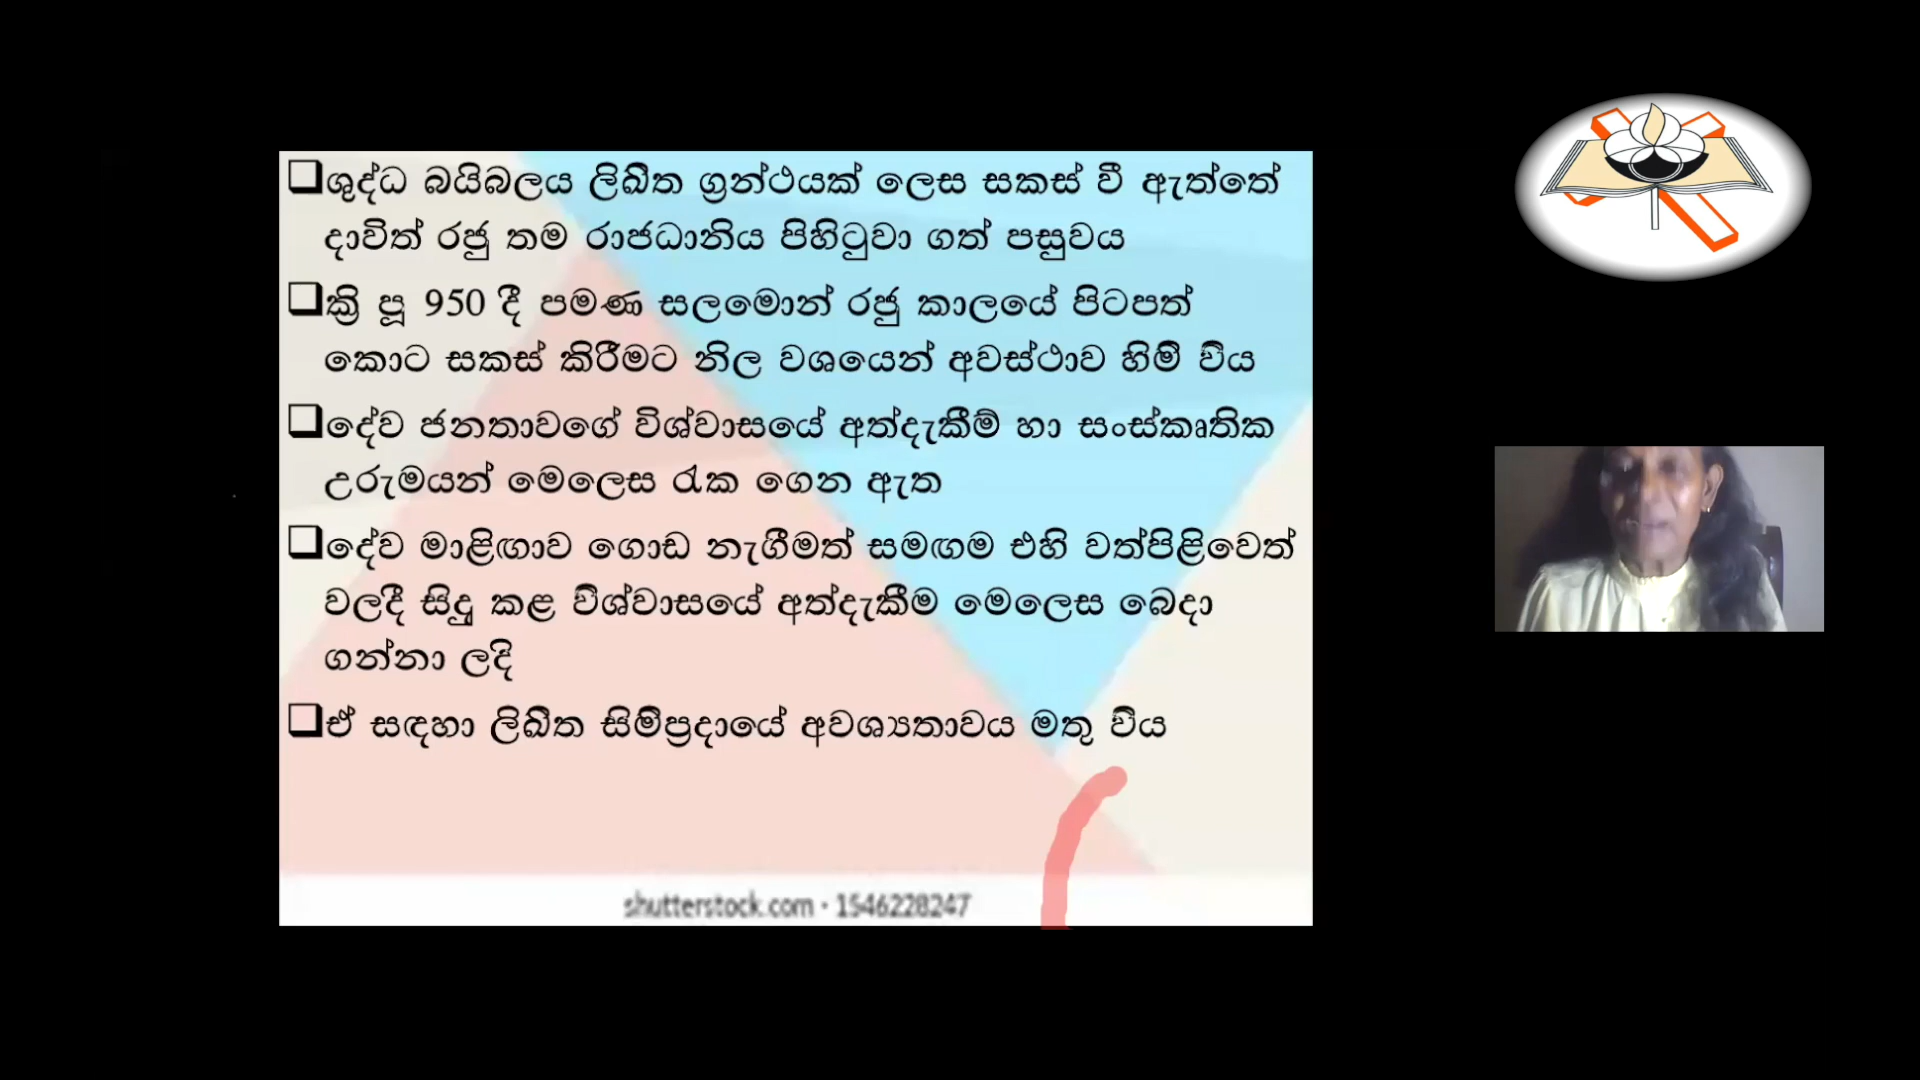 ❑ශුද්ධ බයිබලය ලිඛිත ග්‍රන්ථයක් ලෙස සකස් වී ඇත්තේ
දාවිත් රජු තම රාජධානිය පිහිටුවා ගත් පසුවය
❑ක්‍රි පූ 950 දී පමණ සලමොන් රජු කාලයේ පිටපත්
කොට සකස් කිරීමට නිල වශයෙන් අවස්ථාව හිමි විය
❑දේව ජනතාවගේ විශ්වාසයේ අත්දැකීම් හා සංස්කෘතික
උරුමයන් මෙලෙස රැක ගෙන ඇත
❑දේව මාළිඟාව ගොඩ නැගීමත් සමඟම එහි වත්පිළිවෙත්
වලදී සිදු කළ විශ්වාසයේ අත්දැකීම මෙලෙස බෙදා
ගන්නා ලදි
❑ඒ සඳහා ලිඛිත සම්ප්‍රදායේ අවශ්‍යතාවය මතු විය
shutterstock.com · 1546228247